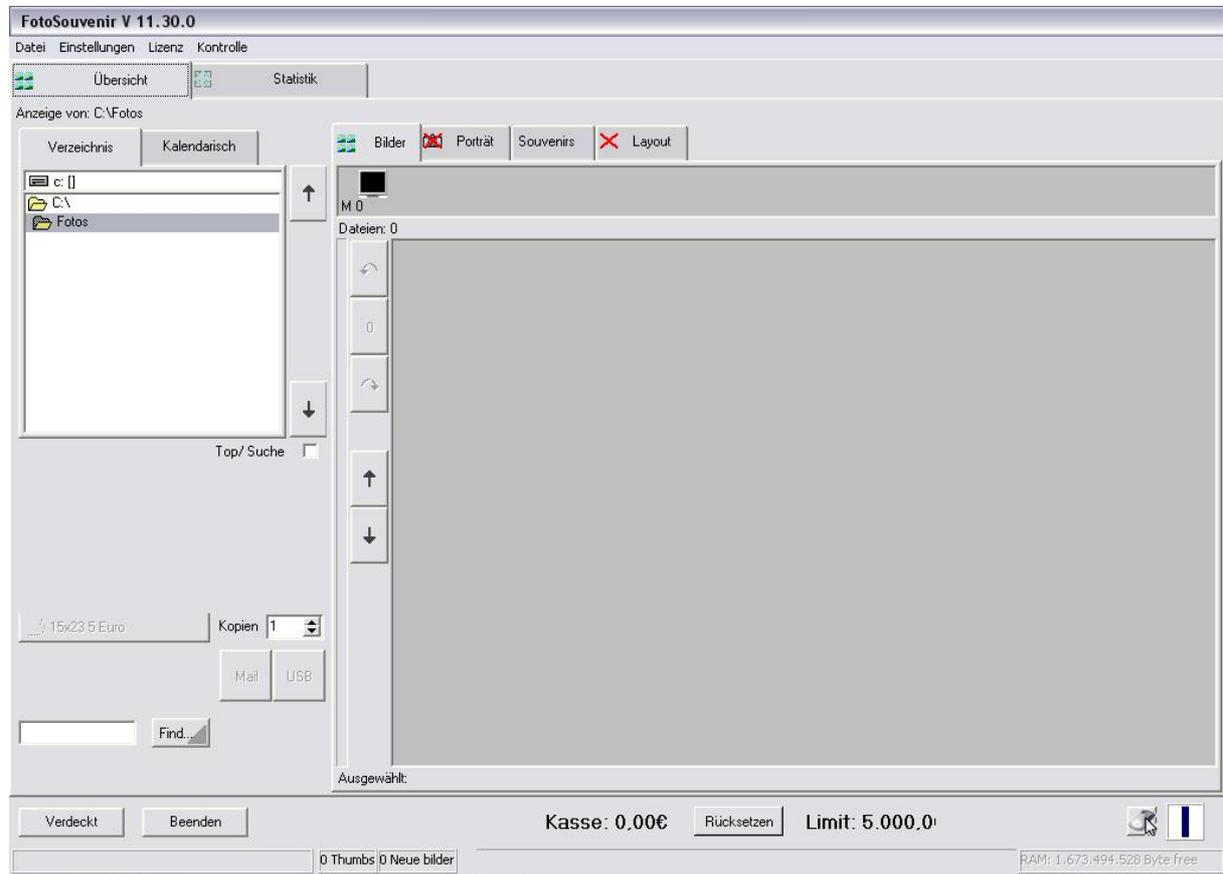 FotoSouvenir V 11.30.0
Datei Einstellungen Lizenz Kontrolle
Übersicht Statistik
Anzeige von: C:\Fotos
Verzeichnis Kalendarisch
Bilder Porträt Souvenirs Layout
c: []
C:\
Fotos
M 0
Dateien: 0
0
Top/ Suche
15x23 5 Euro Kopien 1
Mail USB
Find...
Ausgewählt:
Verdeckt Beenden Kasse: 0,00€ Rücksetzen Limit: 5.000,0
0 Thumbs 0 Neue bilder RAM: 1.673.494.528 Byte free